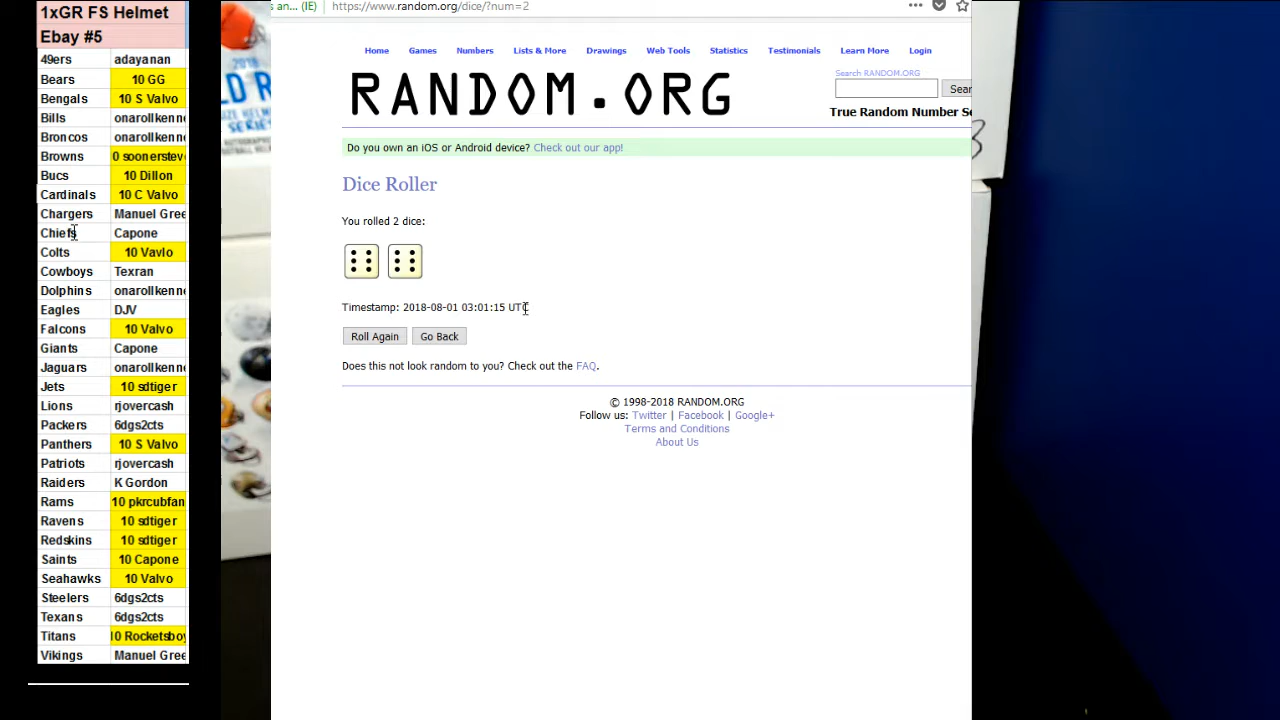 1xGR FS Helmet
Ebay #5
49ers adayanan
Bears 10 GG
Bengals 10 S Valvo
Bills onarollkenne
Broncos onarollkenne
Browns 0 soonersteve
Bucs 10 Dillon
Cardinals 10 C Valvo
Chargers Manuel Gree
Chiefs Capone
Colts 10 Vavlo
Cowboys Texran
Dolphins onarollkenne
Eagles DJV
Falcons 10 Valvo
Giants Capone
Jaguars onarollkenne
Jets 10 sdtiger
Lions rjovercash
Packers 6dgs2cts
Panthers 10 S Valvo
Patriots rjovercash
Raiders K Gordon
Rams 10 pkrcubfan
Ravens 10 sdtiger
Redskins 10 sdtiger
Saints 10 Capone
Seahawks 10 Valvo
Steelers 6dgs2cts
Texans 6dgs2cts
Titans 10 Rocketsboy
Vikings Manuel Gree
s an... (IE) https://www.random.org/dice/?num=2
Home Games Numbers Lists & More Drawings Web Tools Statistics Testimonials Learn More Login
RANDOM.ORG
Search RANDOM.ORG
Sear
True Random Number Se
Do you own an iOS or Android device? Check out our app!
Dice Roller
You rolled 2 dice:
Timestamp: 2018-08-01 03:01:15 UTC
Roll Again Go Back
Does this not look random to you? Check out the FAQ.
© 1998-2018 RANDOM.ORG
Follow us: Twitter | Facebook | Google+
Terms and Conditions
About Us